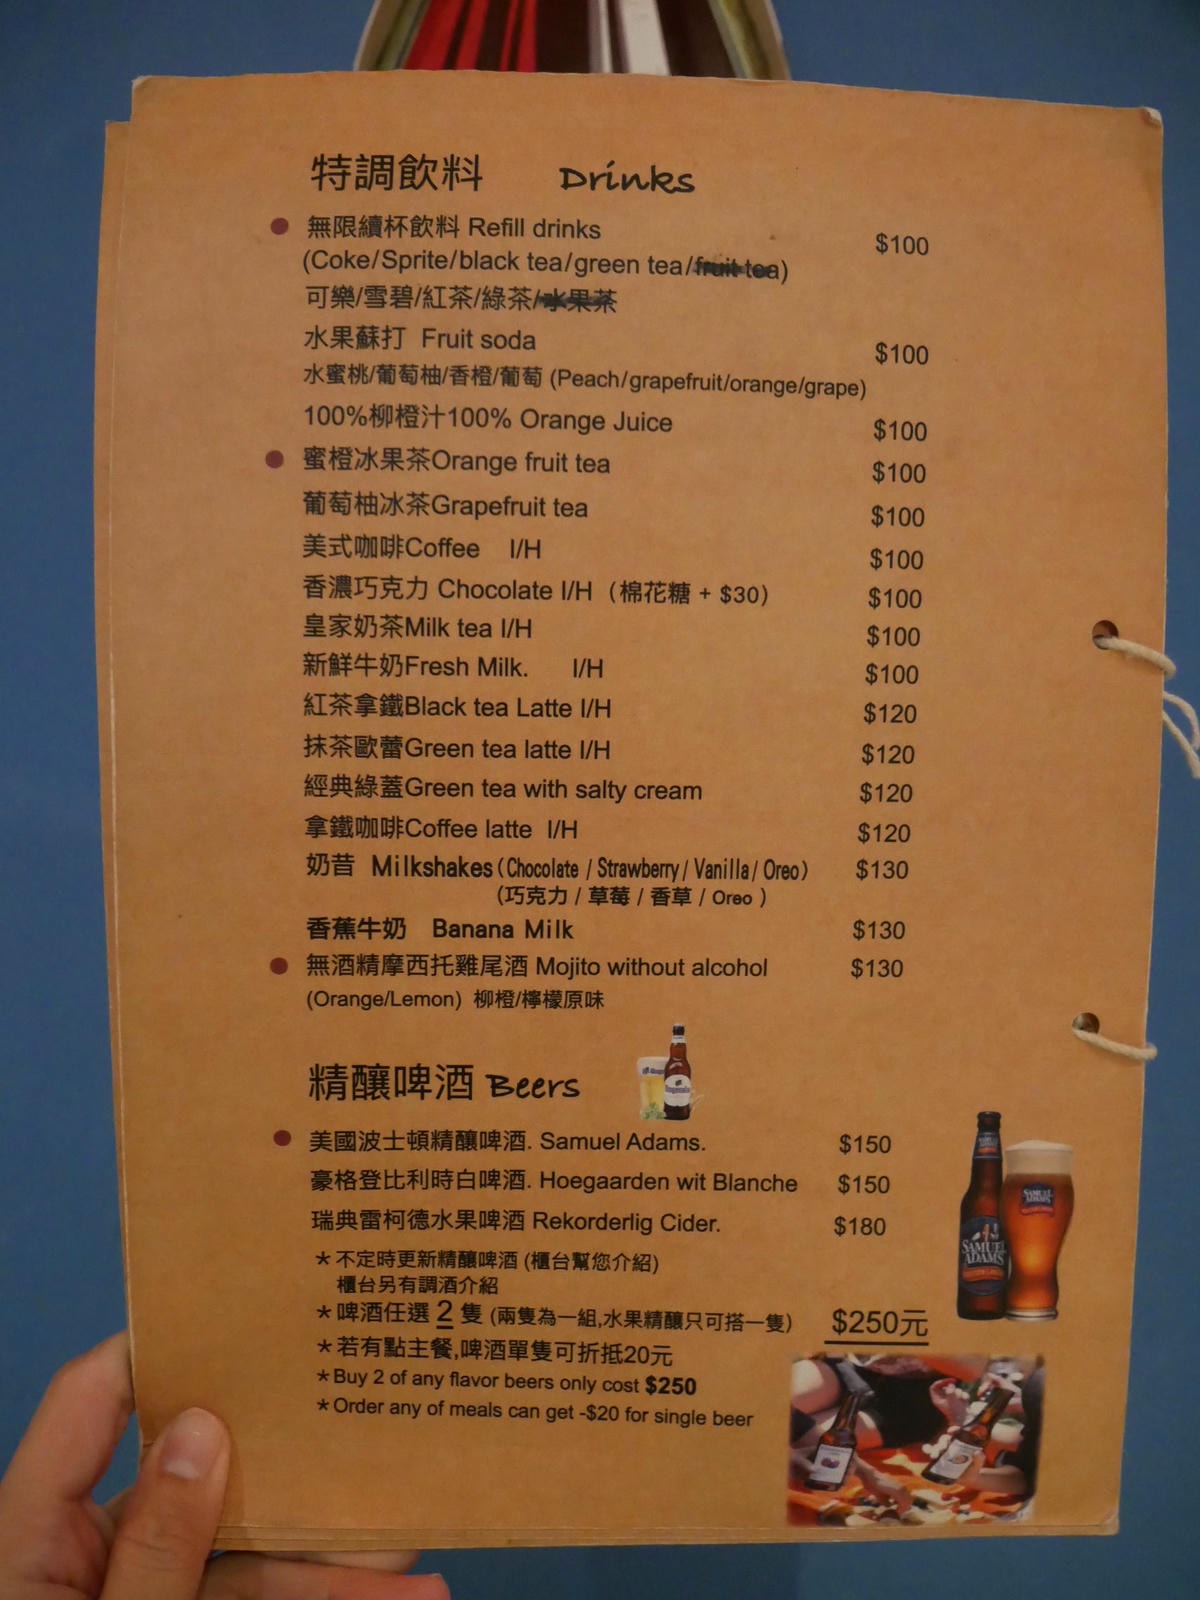 特調飲料 Drinks
無限續杯飲料 Refill drinks $100
(Coke/Sprite/black tea/green tea/fruit tea)
可樂/雪碧/紅茶/綠茶/水果茶
水果蘇打 Fruit soda $100
水蜜桃/葡萄柚/香橙/葡萄 (Peach/grapefruit/orange/grape)
100%柳橙汁100% Orange Juice $100
蜜橙冰果茶Orange fruit tea $100
葡萄柚冰茶Grapefruit tea $100
美式咖啡Coffee I/H $100
香濃巧克力 Chocolate I/H (棉花糖 + $30) $100
皇家奶茶Milk tea I/H $100
新鮮牛奶Fresh Milk. I/H $100
紅茶拿鐵Black tea Latte I/H $120
抹茶歐蕾Green tea latte I/H $120
經典綠蓋Green tea with salty cream $120
拿鐵咖啡Coffee latte I/H $120
奶昔 Milkshakes(Chocolate / Strawberry/ Vanilla/ Oreo) $130
(巧克力 / 草莓 / 香草 / Oreo )
香蕉牛奶 Banana Milk $130
無酒精摩西托雞尾酒 Mojito without alcohol $130
(Orange/Lemon) 柳橙/檸檬原味
精釀啤酒 Beers
美國波士頓精釀啤酒. Samuel Adams. $150
豪格登比利時白啤酒. Hoegaarden wit Blanche $150
瑞典雷柯德水果啤酒 Rekorderlig Cider. $180
*不定時更新精釀啤酒 (櫃台幫您介紹)
櫃台另有調酒介紹
*啤酒任選 2 隻 (兩隻為一組,水果精釀只可搭一隻) $250元
*若有點主餐,啤酒單隻可折抵20元
*Buy 2 of any flavor beers only cost $250
*Order any of meals can get -$20 for single beer
SAMUEL
ADAMS
SAMUEL
ADAMS